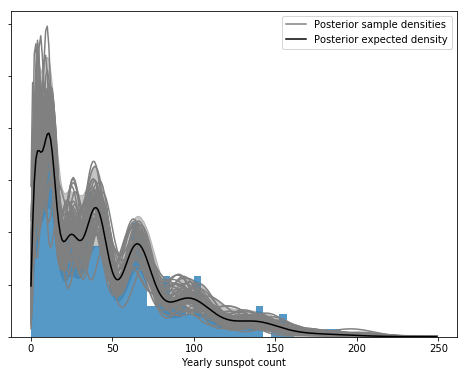 Posterior sample densities
Posterior expected density
0 50 100 150 200 250
Yearly sunspot count